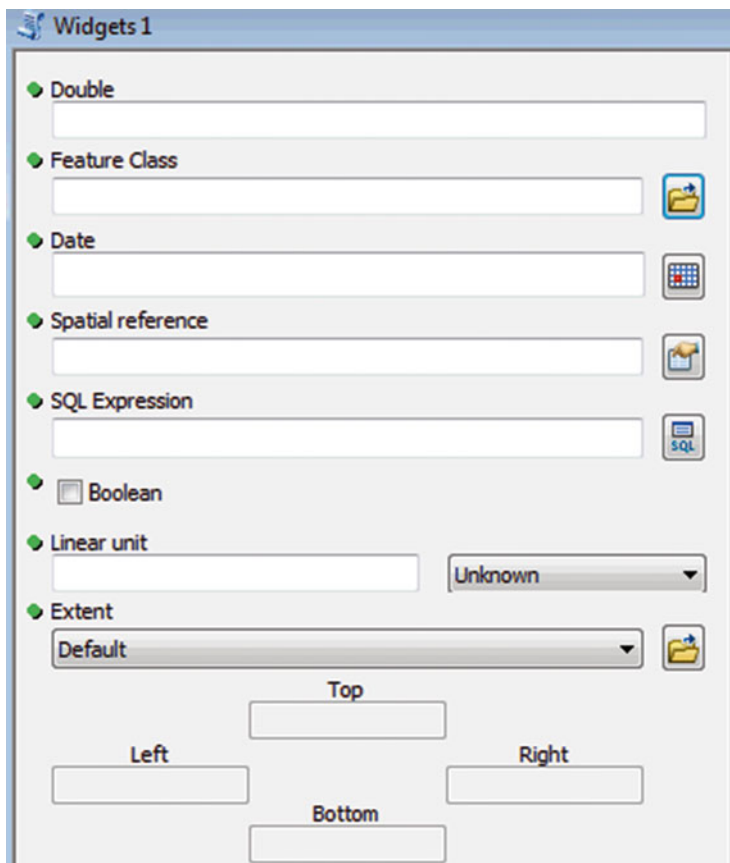 Widgets 1
Double
Feature Class
Date
Spatial reference
SQL Expression
SQL
Boolean
Linear unit
Unknown
Extent
Default
Top
Left Right
Bottom